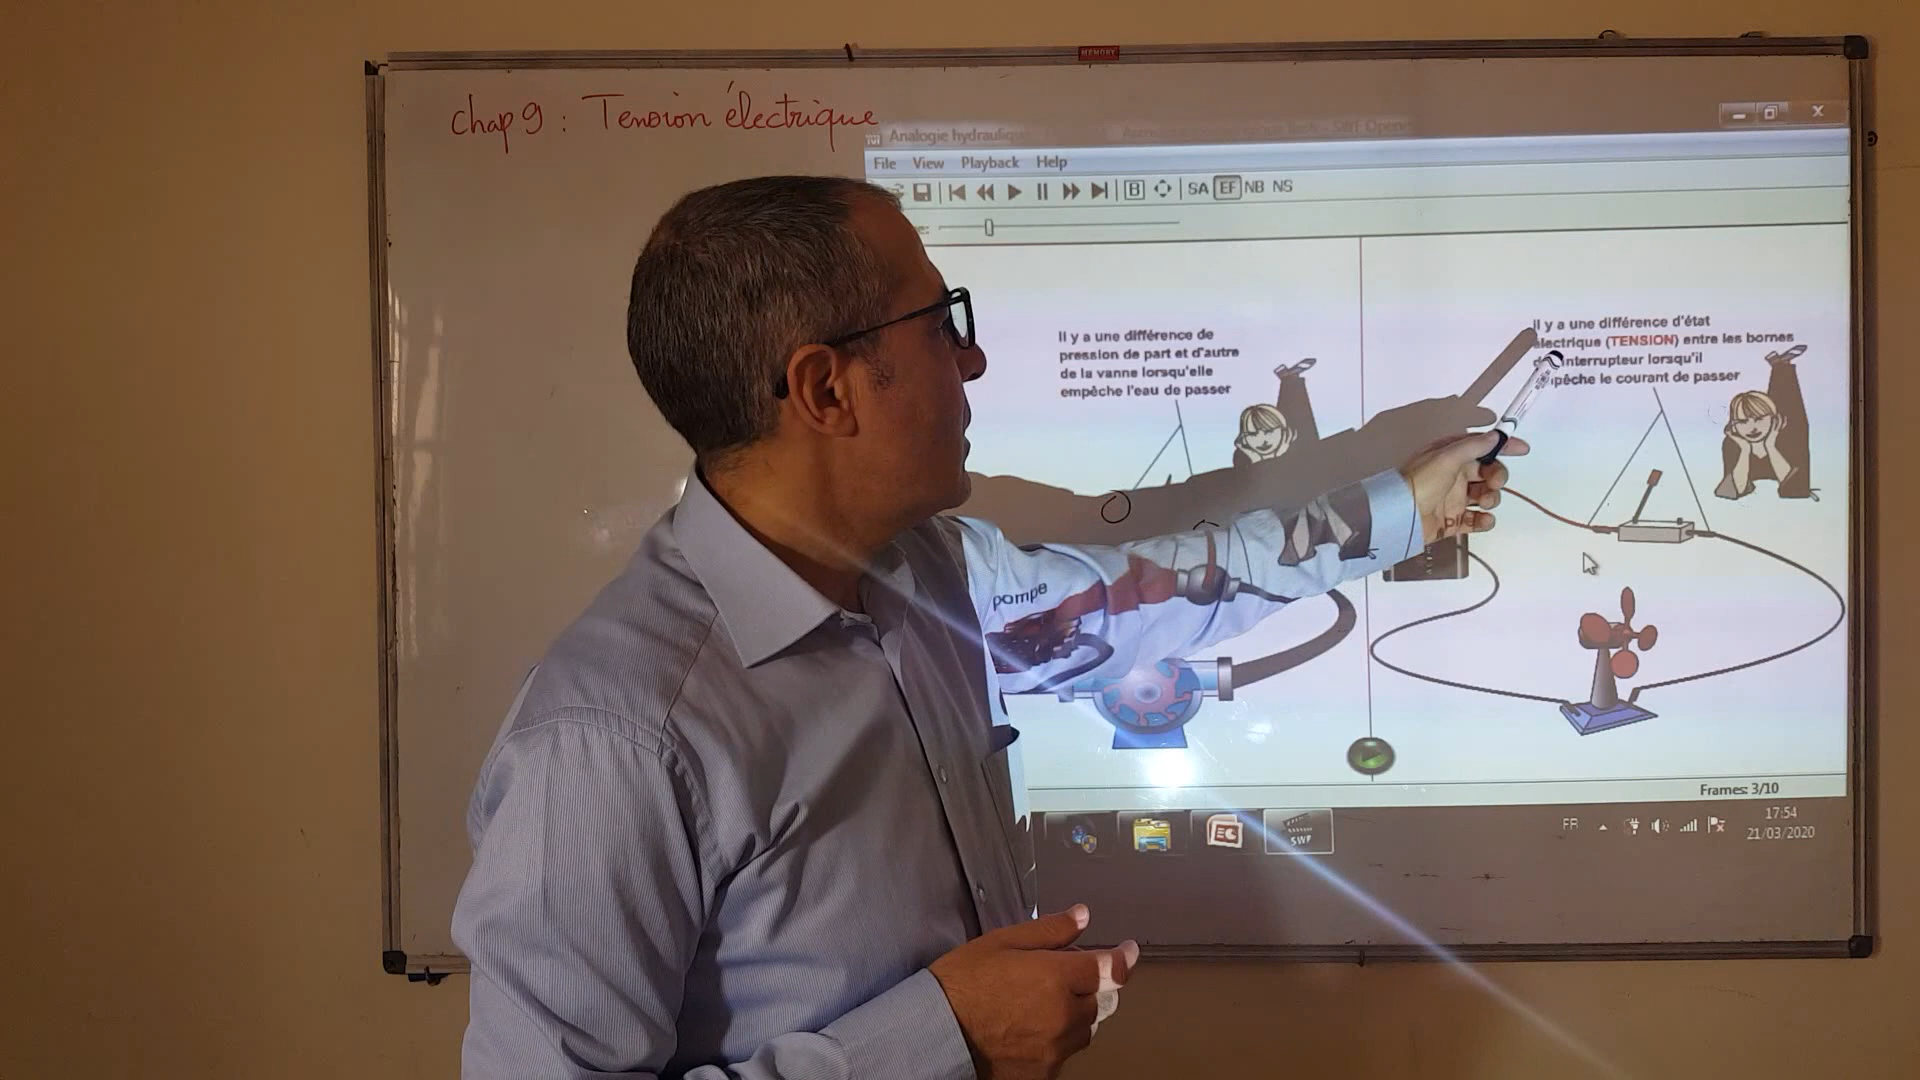 MEMORY
chap 9 : Tension électrique
Analogie hydraulique
File View Playback Help
B SA EF NB NS
Il y a une différence de
pression de part et d'autre
de la vanne lorsqu'elle
empêche l'eau de passer
Il y a une différence d'état
électrique (TENSION) entre les bornes
interrupteur lorsqu'il
empêche le courant de passer
pompe
Frames: 3/10
SWF
FR
17:54
21/03/2020